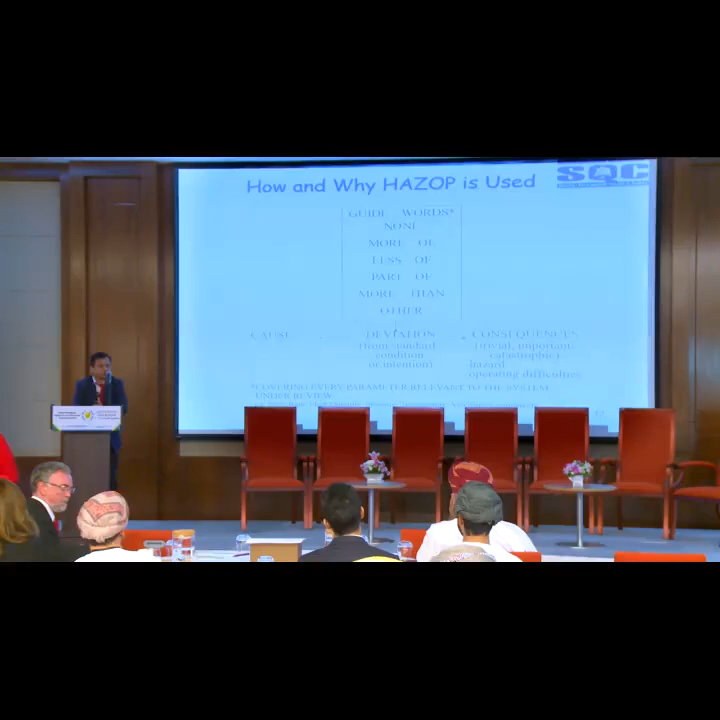 How and Why HAZOP is Used
SQC
GUIDE WORDS*
NONE
MORE OF
LESS OF
PART OF
MORE THAN
OTHER
CAUSE DEVIATION CONSEQUENCES
(from standard (trivial, important,
condition catastrophic)
or intention) hazard
operating difficulties
*COVERING EVERY PARAMETER RELEVANT TO THE SYSTEM
UNDER REVIEW
12